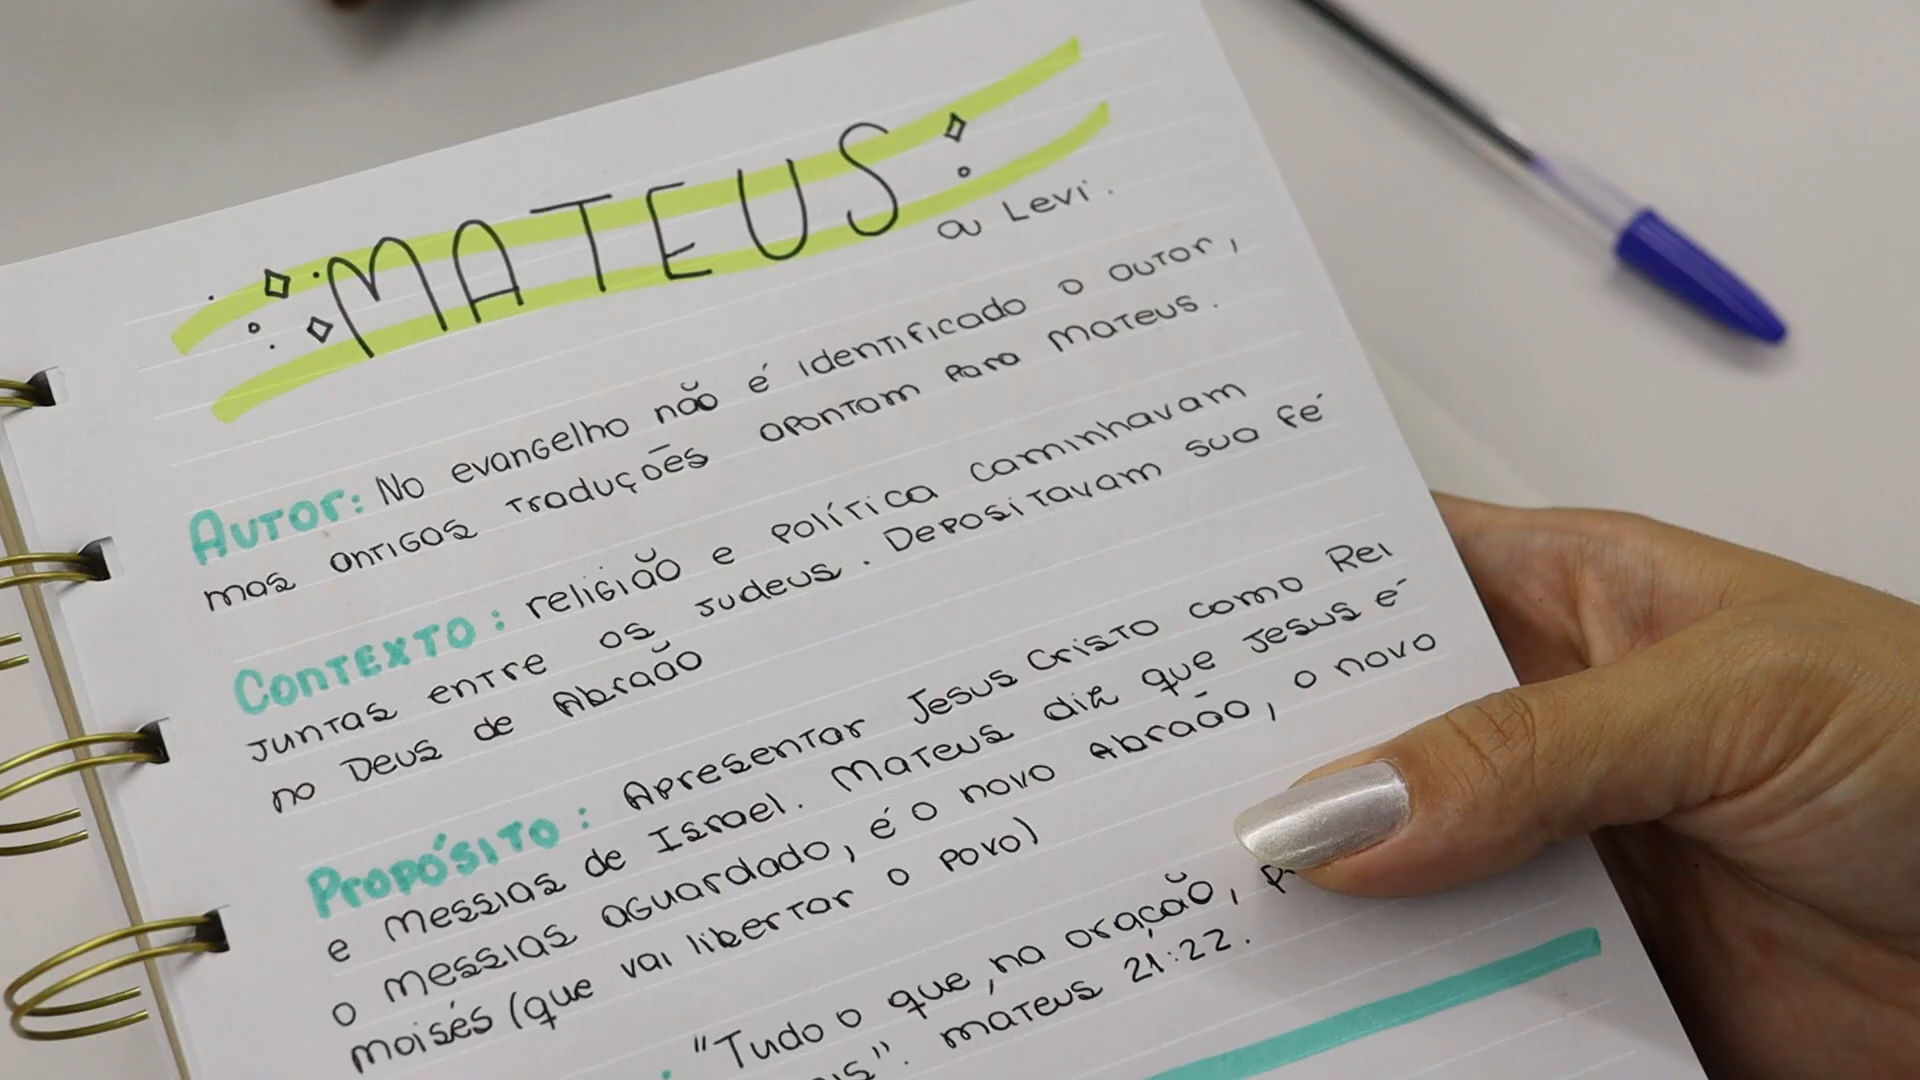 MATEUS
ou Levi.
AUTOR: No evangelho não é identificado o autor,
mas antigos traduções apontam para Mateus.
CONTEXTO: religião e política caminhavam
juntas entre os judeus. Depositavam sua fé
no Deus de Abraão
PROPÓSITO: Apresentar Jesus Cristo como Rei
e messias de Israel. Mateus diz que Jesus é
o messias aguardado, é o novo Abraão, o novo
moisés (que vai libertar o povo)
"Tudo o que, na oração,
mateus 21:22.